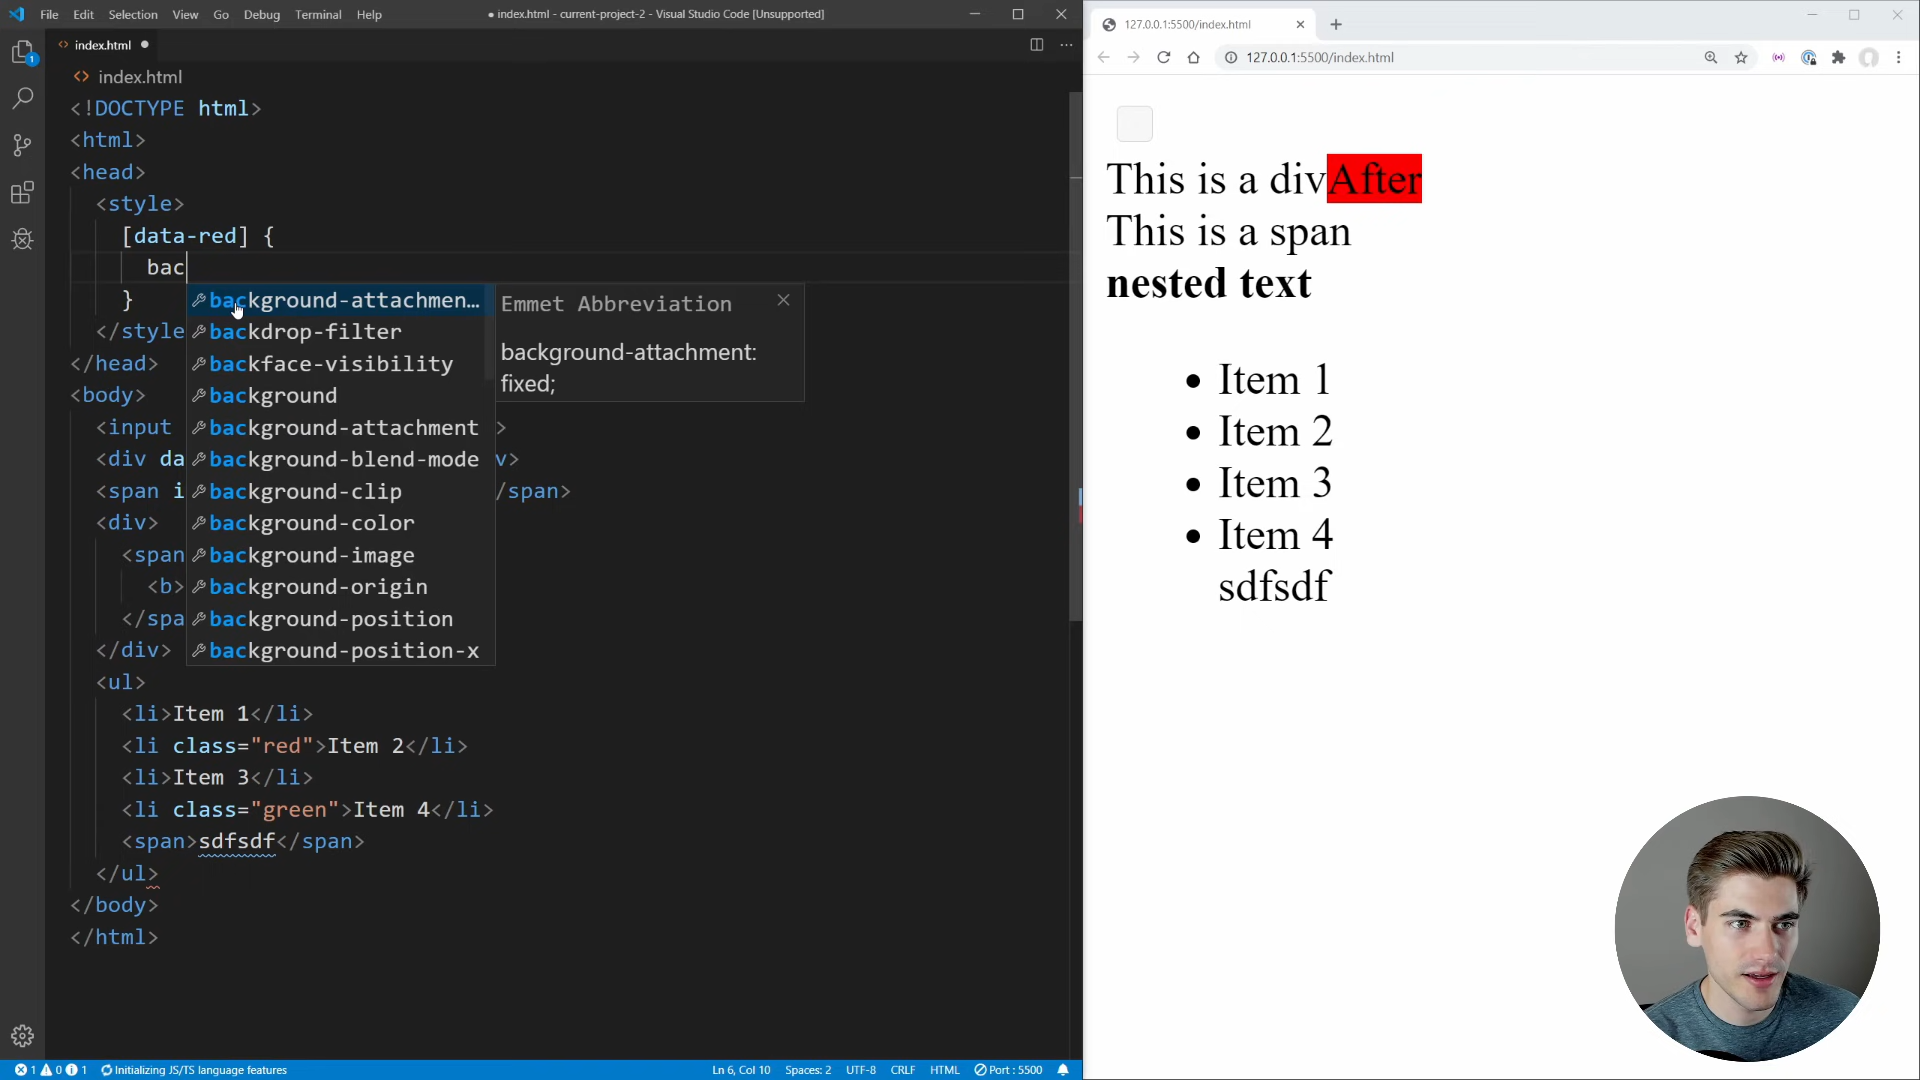 File Edit Selection View Go Debug Terminal Help
● index.html - current-project-2 - Visual Studio Code [Unsupported]
index.html ●
index.html
<!DOCTYPE html>
<html>
<head>
<style>
[data-red] {
bac
}
</style
</head>
<body>
<input >
<div da v>
<span i /span>
<div>
<span
<b>
</spa
</div>
<ul>
<li>Item 1</li>
<li class="red">Item 2</li>
<li>Item 3</li>
<li class="green">Item 4</li>
<span>sdfsdf</span>
</ul>
</body>
</html>
background-attachmen…
backdrop-filter
backface-visibility
background
background-attachment
background-blend-mode
background-clip
background-color
background-image
background-origin
background-position
background-position-x
Emmet Abbreviation
background-attachment:
fixed;
1
1 0 1 Initializing JS/TS language features
Ln 6, Col 10 Spaces: 2 UTF-8 CRLF HTML Port : 5500
127.0.0.1:5500/index.html
127.0.0.1:5500/index.html
This is a divAfter
This is a span
nested text
Item 1
Item 2
Item 3
Item 4
sdfsdf